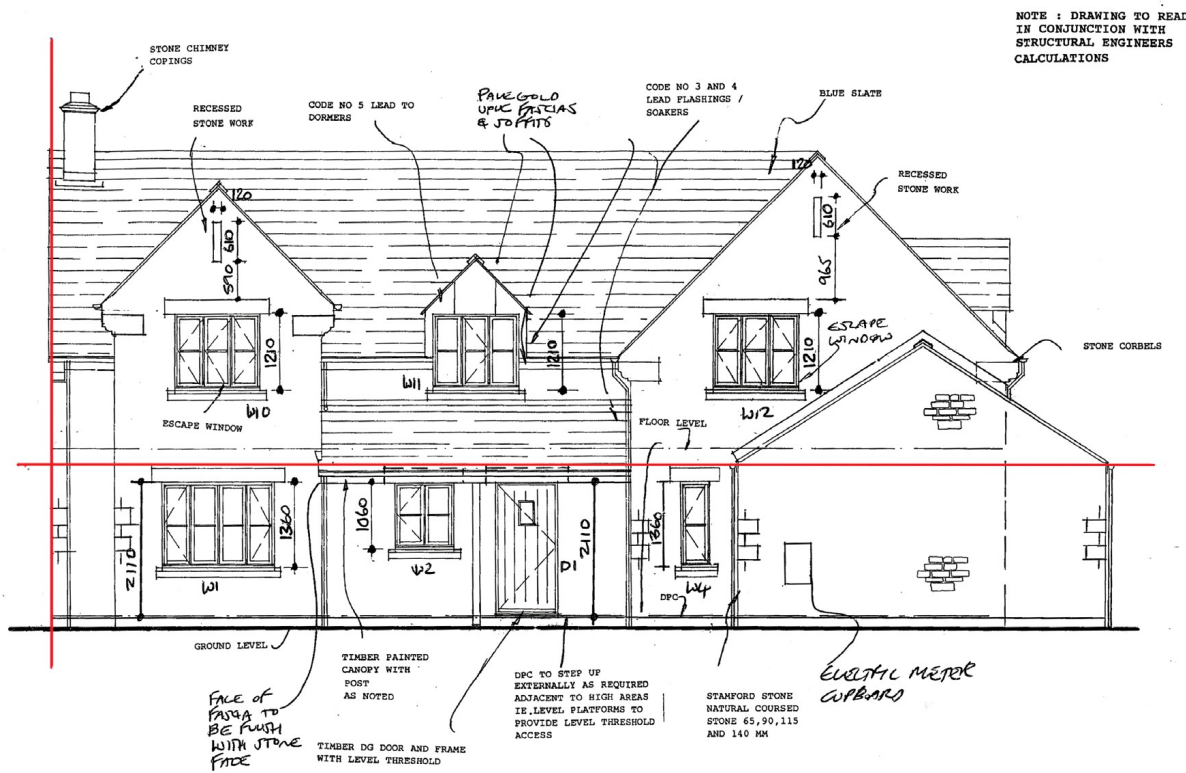 NOTE : DRAWING TO READ
IN CONJUNCTION WITH
STRUCTURAL ENGINEERS
CALCULATIONS
STONE CHIMNEY
COPINGS
RECESSED
STONE WORK
CODE NO 5 LEAD TO
DORMERS
PALE GOLD
UPVC FASCIAS
& SOFFITS
CODE NO 3 AND 4
LEAD FLASHINGS /
SOAKERS
BLUE SLATE
120
120
RECESSED
STONE WORK
610
590
610
965
1210
1210
1210
ESCAPE
WINDOW
STONE CORBELS
W10
W11
W12
ESCAPE WINDOW
FLOOR LEVEL
2110
1360
1060
2110
1360
W1
W2
D1
W4
DPC
GROUND LEVEL
TIMBER PAINTED
CANOPY WITH
POST
AS NOTED
DPC TO STEP UP
EXTERNALLY AS REQUIRED
ADJACENT TO HIGH AREAS
IE.LEVEL PLATFORMS TO
PROVIDE LEVEL THRESHOLD
ACCESS
STAMFORD STONE
NATURAL COURSED
STONE 65,90,115
AND 140 MM
ELECTRIC METER
CUPBOARD
FACE OF
FASCIA TO
BE FLUSH
WITH STONE
FACE
TIMBER DG DOOR AND FRAME
WITH LEVEL THRESHOLD